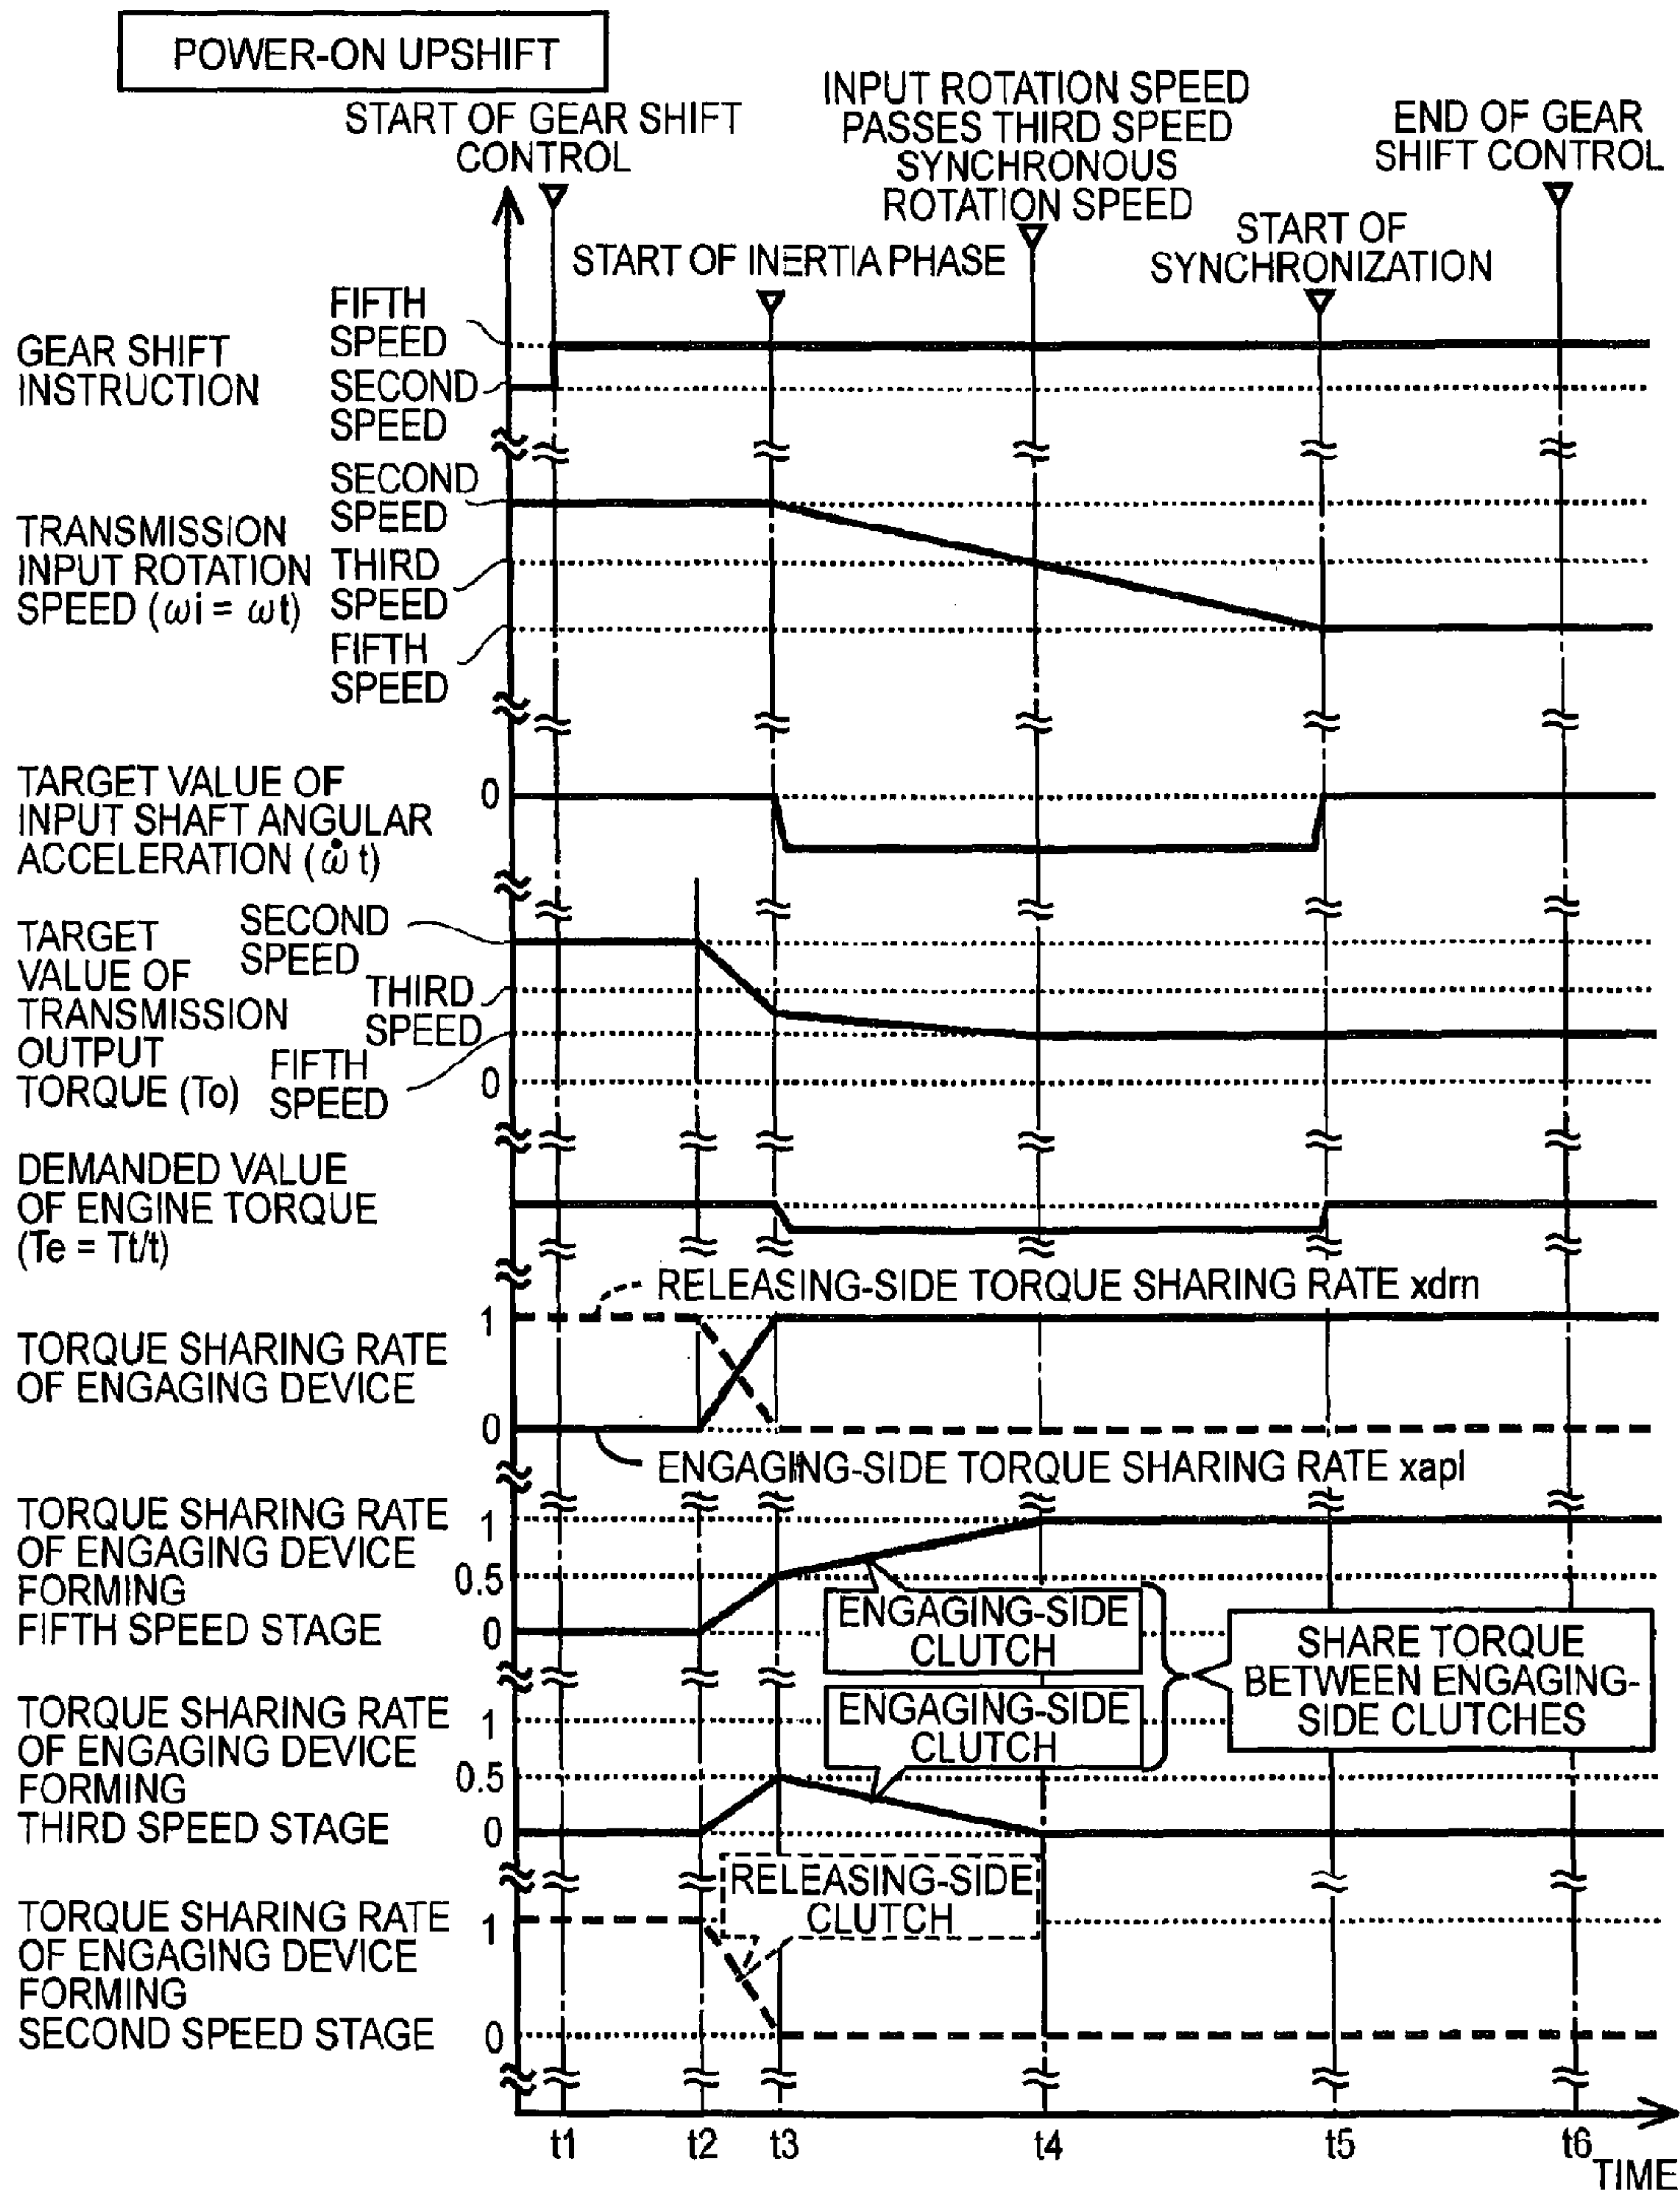 POWER-ON UPSHIFT
START OF GEAR SHIFT
CONTROL
INPUT ROTATION SPEED
PASSES THIRD SPEED
SYNCHRONOUS
ROTATION SPEED
END OF GEAR
SHIFT CONTROL
START OF INERTIA PHASE
START OF
SYNCHRONIZATION
GEAR SHIFT
INSTRUCTION
FIFTH
SPEED
SECOND
SPEED
TRANSMISSION
INPUT ROTATION
SPEED (ωi = ωt)
SECOND
SPEED
THIRD
SPEED
FIFTH
SPEED
TARGET VALUE OF
INPUT SHAFT ANGULAR
ACCELERATION (ω̇ t)
0
TARGET
VALUE OF
TRANSMISSION
OUTPUT
TORQUE (To)
SECOND
SPEED
THIRD
SPEED
FIFTH
SPEED
0
DEMANDED VALUE
OF ENGINE TORQUE
(Te = Tt/t)
RELEASING-SIDE TORQUE SHARING RATE xdrn
TORQUE SHARING RATE
OF ENGAGING DEVICE
1
0
ENGAGING-SIDE TORQUE SHARING RATE xapl
TORQUE SHARING RATE
OF ENGAGING DEVICE
FORMING
FIFTH SPEED STAGE
1
0.5
0
ENGAGING-SIDE
CLUTCH
SHARE TORQUE
BETWEEN ENGAGING-
SIDE CLUTCHES
TORQUE SHARING RATE
OF ENGAGING DEVICE
FORMING
THIRD SPEED STAGE
1
0.5
0
ENGAGING-SIDE
CLUTCH
RELEASING-SIDE
CLUTCH
TORQUE SHARING RATE
OF ENGAGING DEVICE
FORMING
SECOND SPEED STAGE
1
0
t1 t2 t3 t4 t5 t6
TIME